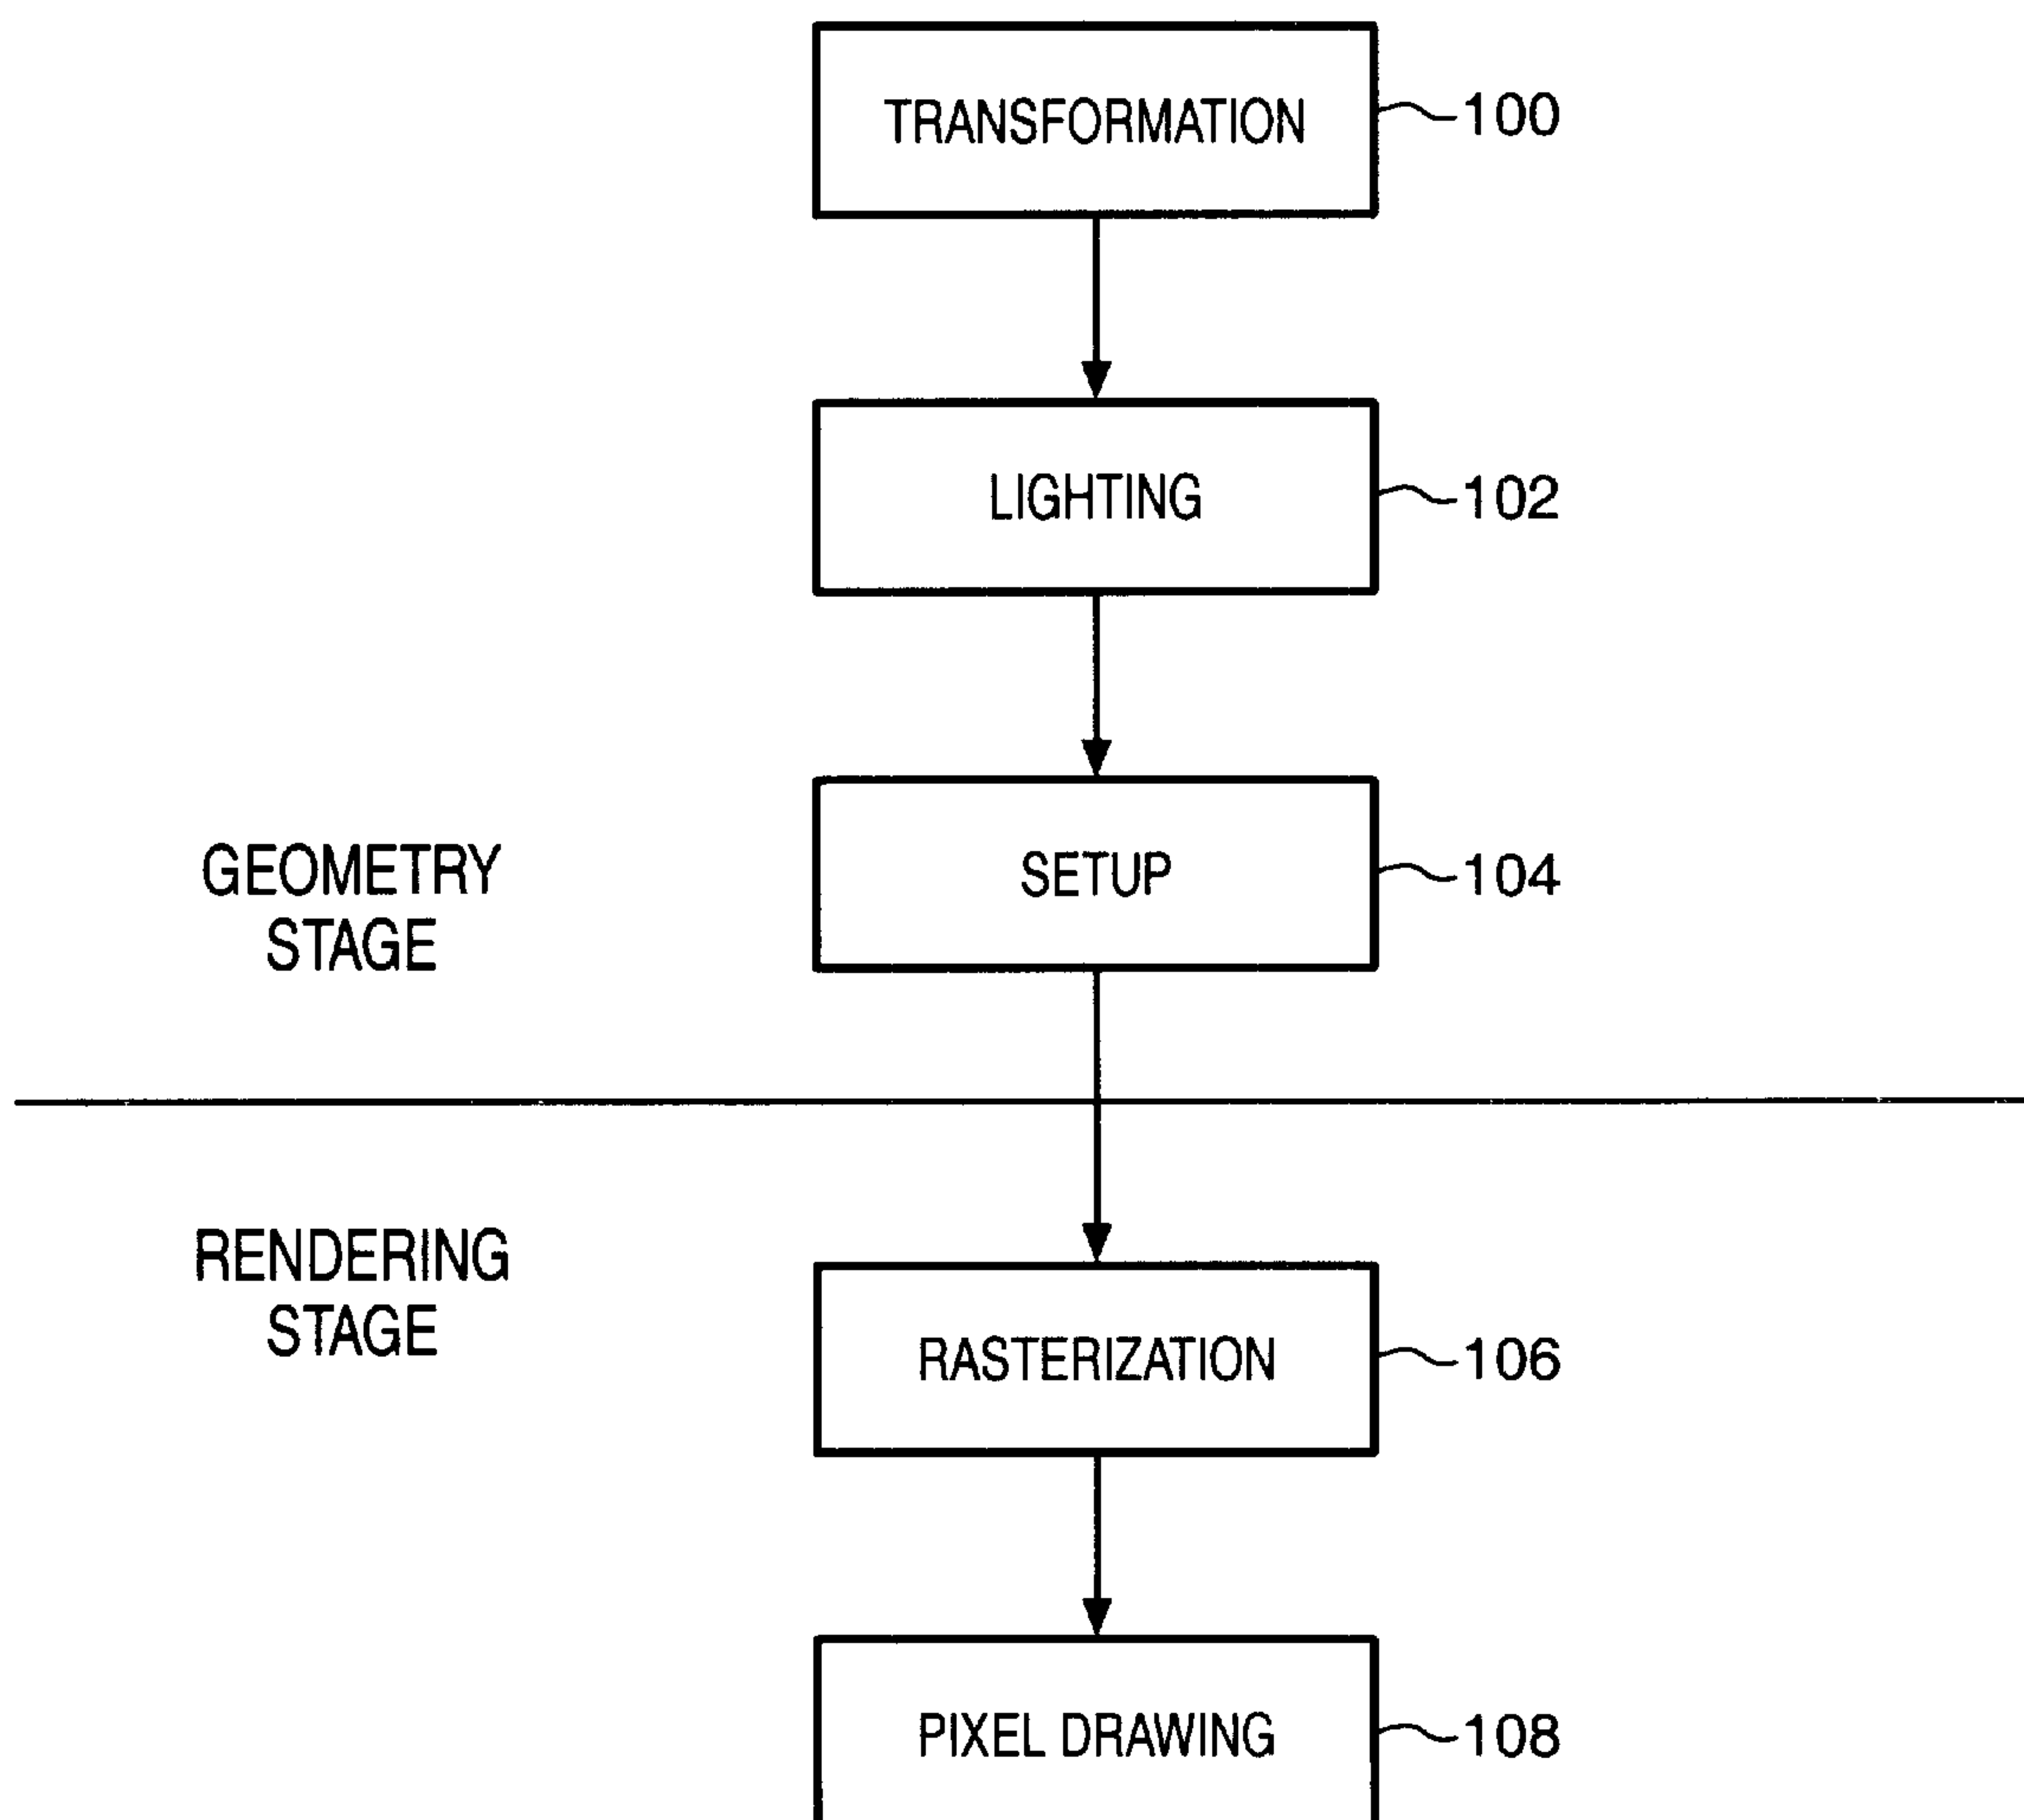 TRANSFORMATION
100
LIGHTING
102
SETUP
104
GEOMETRY
STAGE
RENDERING
STAGE
RASTERIZATION
106
PIXEL DRAWING
108